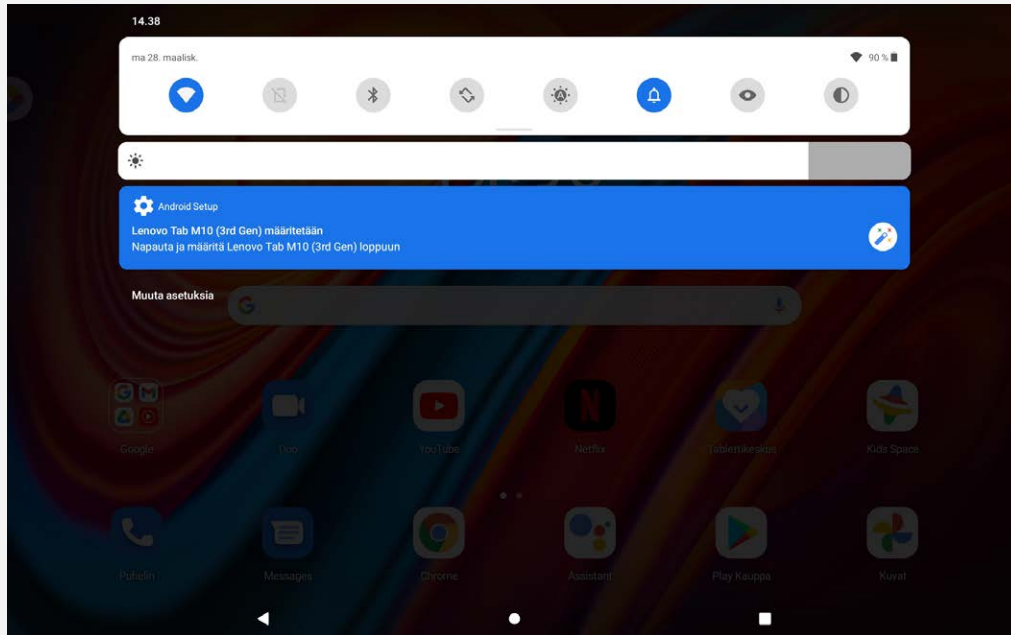 14.38
ma 28. maalisk.
90 %
Android Setup
Lenovo Tab M10 (3rd Gen) määritetään
Napauta ja määritä Lenovo Tab M10 (3rd Gen) loppuun
Muuta asetuksia
Google
Duo
YouTube
Netflix
Tablettikeskus
Kids Space
Puhelin
Messages
Chrome
Assistant
Play Kauppa
Kuvat